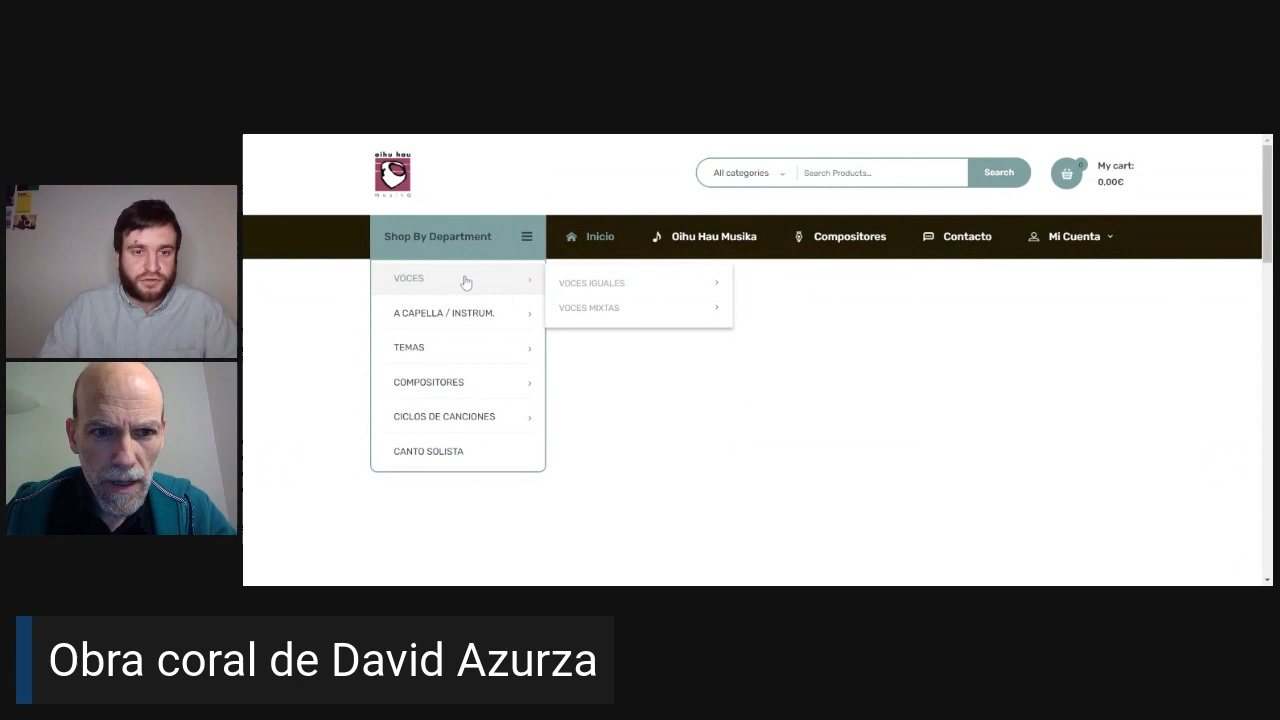 oihu hau
musika
All categories
Search Products...
Search
0
My cart:
0,00€
Shop By Department
Inicio
Oihu Hau Musika
Compositores
Contacto
Mi Cuenta
VOCES
VOCES IGUALES
VOCES MIXTAS
A CAPELLA / INSTRUM.
TEMAS
COMPOSITORES
CICLOS DE CANCIONES
CANTO SOLISTA
Obra coral de David Azurza